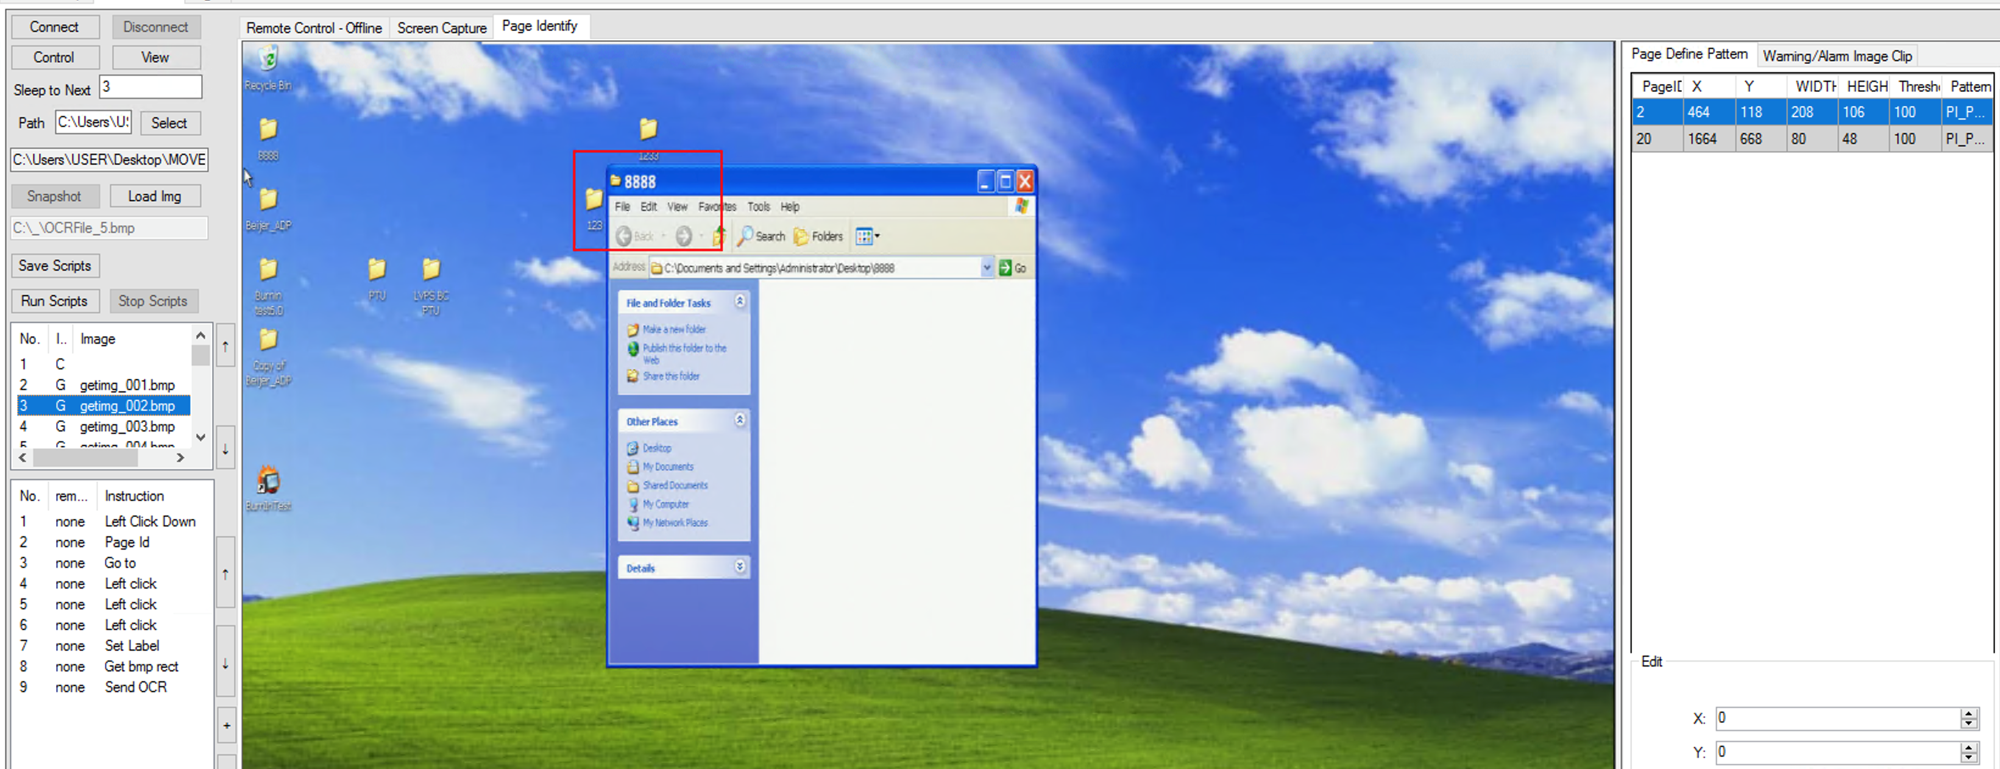 Connect Disconnect
Control View
Sleep to Next 3
Path C:\Users\U: Select
C:\Users\USER\Desktop\MOVE
Snapshot Load Img
C:\_\OCRFile_5.bmp
Save Scripts
Run Scripts Stop Scripts
No. I.. Image
1 C
2 G getimg_001.bmp
3 G getimg_002.bmp
4 G getimg_003.bmp
5 G getimg_004.bmp
No. rem... Instruction
1 none Left Click Down
2 none Page Id
3 none Go to
4 none Left click
5 none Left click
6 none Left click
7 none Set Label
8 none Get bmp rect
9 none Send OCR
+
Remote Control - Offline Screen Capture Page Identify
Recycle Bin
8888
Beijer_ADP
Burnin
test5.0
PTU
LVPS BC
PTU
Copy of
Beijer_ADP
BurninTest
1233
123
8888
File Edit View Favorites Tools Help
Back Search Folders
Address C:\Documents and Settings\Administrator\Desktop\8888 Go
File and Folder Tasks
Make a new folder
Publish this folder to the
Web
Share this folder
Other Places
Desktop
My Documents
Shared Documents
My Computer
My Network Places
Details
Page Define Pattern Warning/Alarm Image Clip
PageID X Y WIDTH HEIGH Thresh Pattern
2 464 118 208 106 100 PI_P...
20 1664 668 80 48 100 PI_P...
Edit
X: 0
Y: 0